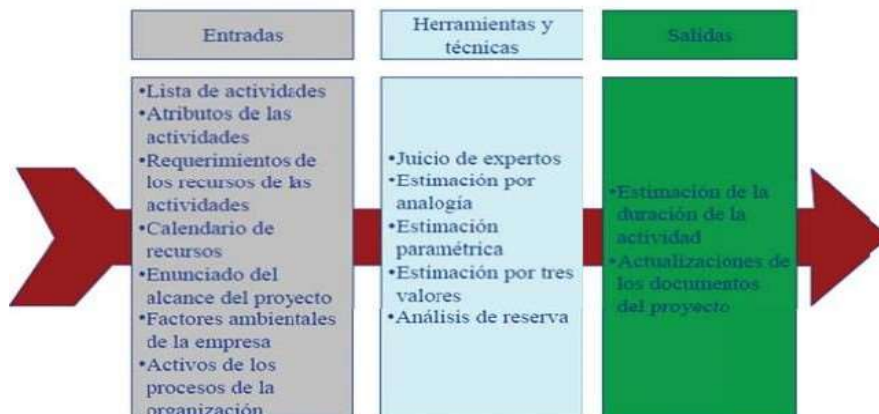 Entradas
•Lista de actividades
•Atributos de las
actividades
•Requerimientos de
los recursos de las
actividades
•Calendario de
recursos
•Enunciado del
alcance del proyecto
•Factores ambientales
de la empresa
•Activos de los
procesos de la
organización
Herramientas y
técnicas
•Juicio de expertos
•Estimación por
analogía
•Estimación
paramétrica
•Estimación por tres
valores
•Análisis de reserva
Salidas
•Estimación de la
duración de la
actividad
•Actualizaciones de
los documentos
del proyecto